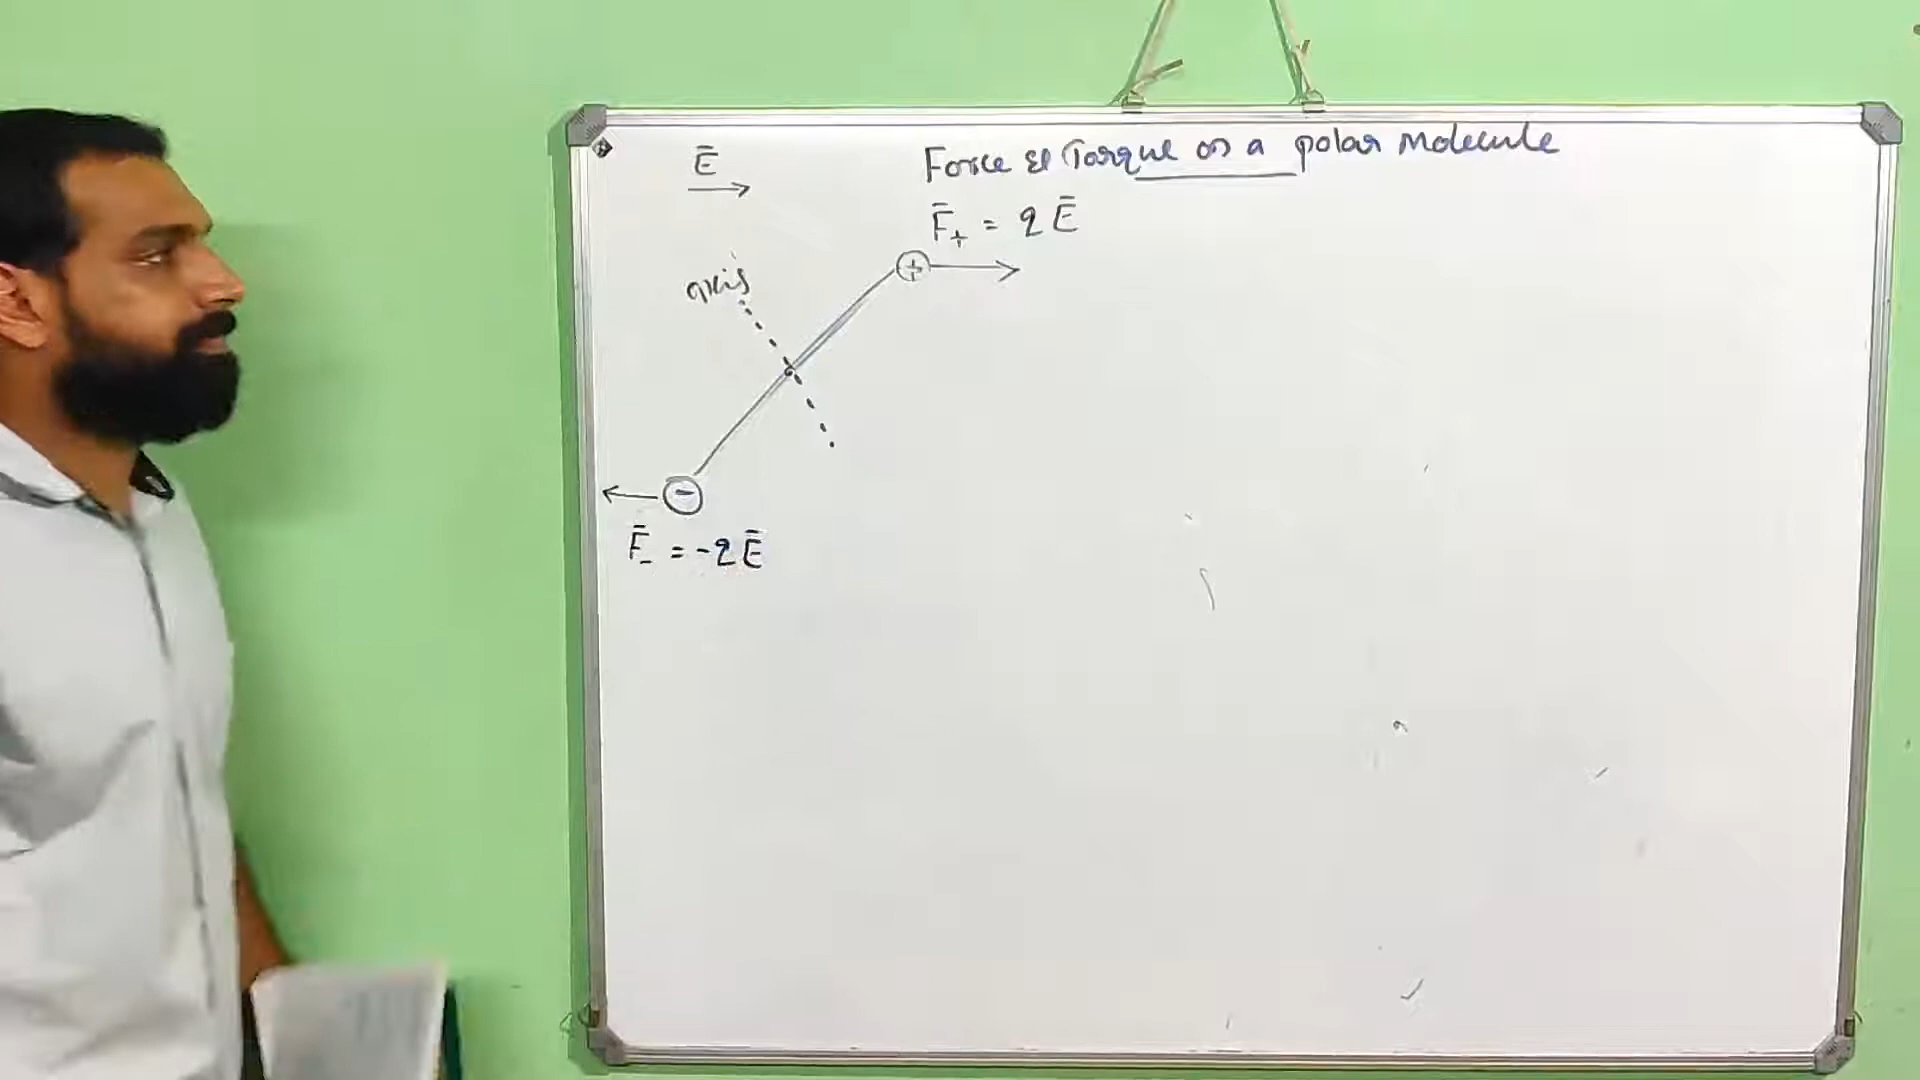 Force & Torque on a polar Molecule
Ē
F̄₊ = qĒ
axis
+
−
F̄₋ = -qĒ